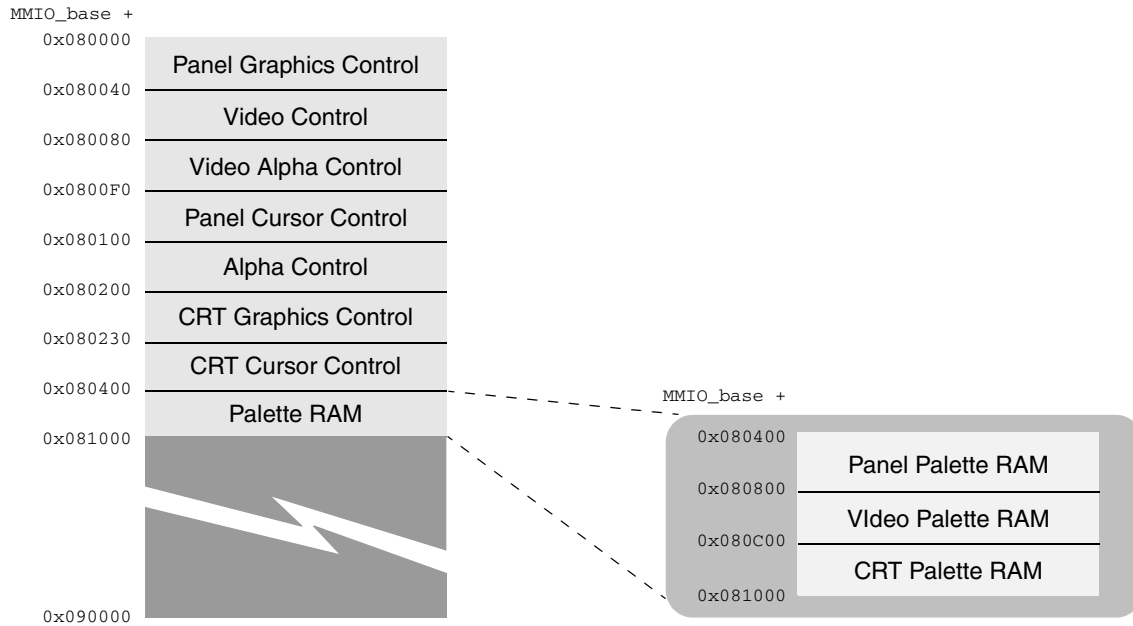 MMIO_base +
0x080000
Panel Graphics Control
0x080040
Video Control
0x080080
Video Alpha Control
0x0800F0
Panel Cursor Control
0x080100
Alpha Control
0x080200
CRT Graphics Control
0x080230
CRT Cursor Control
0x080400
Palette RAM
0x081000
0x090000
MMIO_base +
0x080400
Panel Palette RAM
0x080800
VIdeo Palette RAM
0x080C00
CRT Palette RAM
0x081000